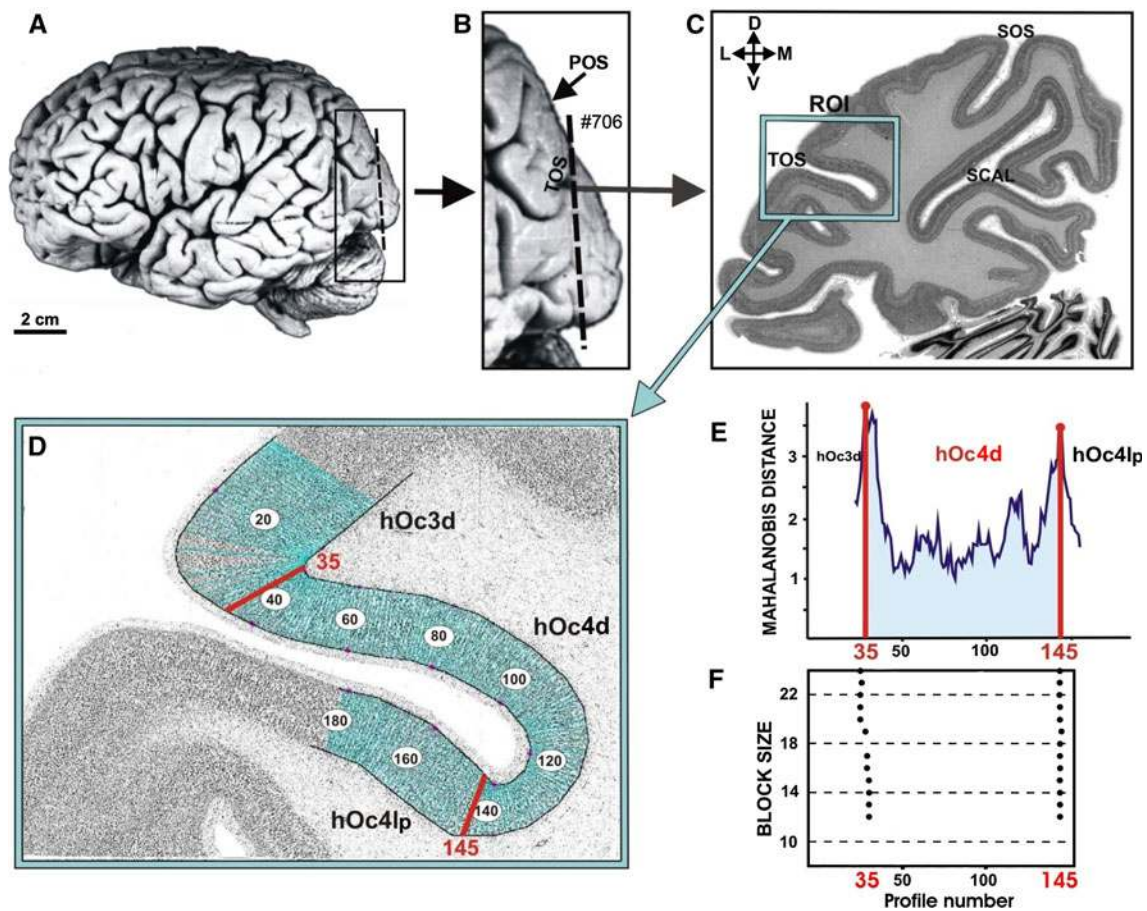 A
2 cm
B
POS
#706
TOS
C
D
L M
V
SOS
ROI
TOS
SCAL
D
20
hOc3d
35
40
60
80
hOc4d
100
120
140
145
160
180
hOc4lp
E
MAHALANOBIS DISTANCE
3
2
1
hOc3d
hOc4d
hOc4lp
35 50 100 145
F
BLOCK SIZE
22
18
14
10
35 50 100 145
Profile number